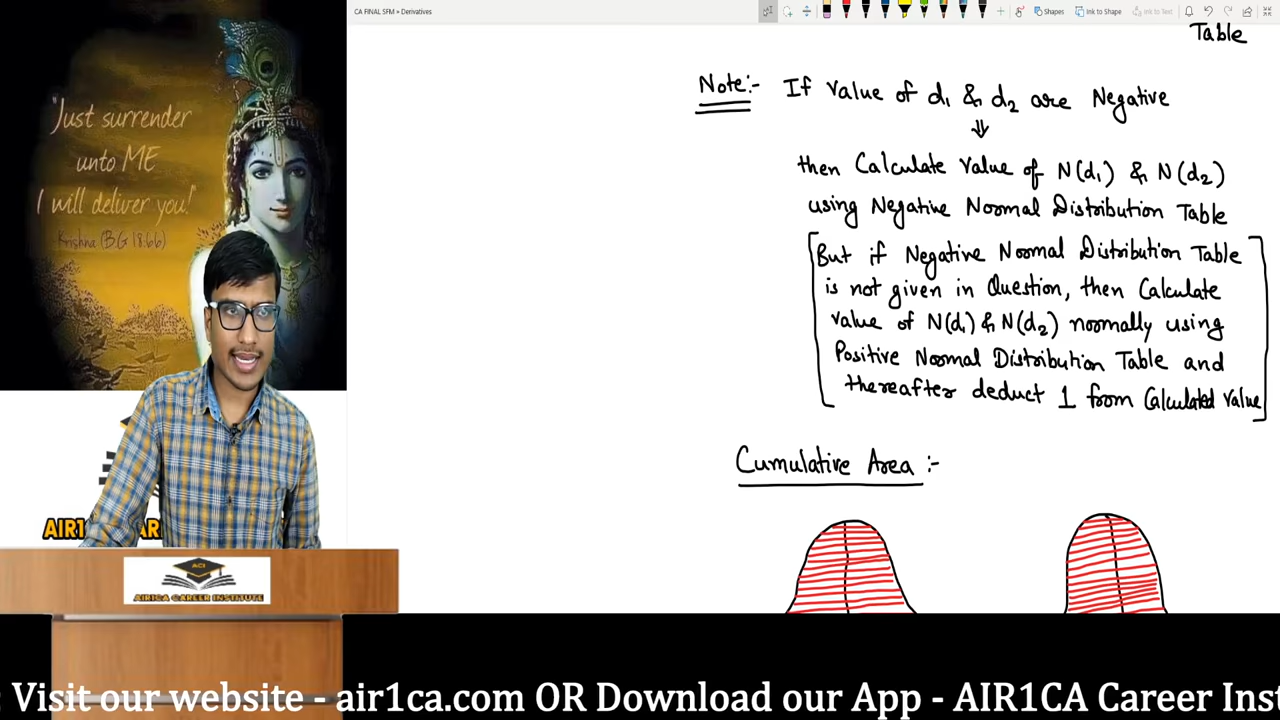 CA FINAL SFM » Derivatives
Shapes
Ink to Shape
Ink to Text
Table
Note:- If value of d₁ & d₂ are Negative
⇓
then Calculate value of N(d₁) & N(d₂)
using Negative Normal Distribution Table
But if Negative Normal Distribution Table
is not given in Question, then Calculate
value of N(d₁) & N(d₂) normally using
Positive Normal Distribution Table and
thereafter deduct 1 from Calculated value
Cumulative Area :-
"Just surrender
unto ME
I will deliver you!"
Krishna (BG 18:66)
AIR1
ACI
AIR1CA CAREER INSTITUTE
Visit our website - air1ca.com OR Download our App - AIR1CA Career Inst